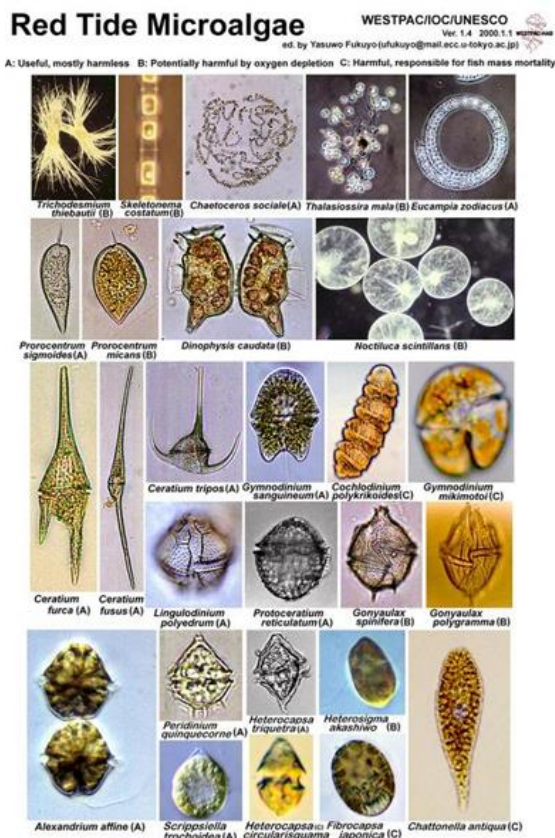 Red Tide Microalgae
WESTPAC/IOC/UNESCO
Ver. 1.4 2000.1.1
WESTPAC-HAB
ed. by Yasuwo Fukuyo(ufukuyo@mail.ecc.u-tokyo.ac.jp)
A: Useful, mostly harmless B: Potentially harmful by oxygen depletion C: Harmful, responsible for fish mass mortality
Trichodesmium
thiebautii (B)
Skeletonema
costatum(B)
Chaetoceros sociale(A)
Thalasiossira mala(B)
Eucampia zodiacus(A)
Prorocentrum
sigmoides(A)
Prorocentrum
micans(B)
Dinophysis caudata(B)
Noctiluca scintillans(B)
Ceratium tripos(A)
Gymnodinium
sanguineum(A)
Cochlodinium
polykrikoides(C)
Gymnodinium
mikimotoi(C)
Ceratium
furca (A)
Ceratium
fusus(A)
Lingulodinium
polyedrum(A)
Protoceratium
reticulatum(A)
Gonyaulax
spinifera(B)
Gonyaulax
polygramma(B)
Peridinium
quinquecorne(A)
Heterocapsa
triquetra(A)
Heterosigma
akashiwo (B)
Alexandrium affine(A)
Scrippsiella
trochoidea(A)
Heterocapsa(C)
circularisquama
Fibrocapsa
japonica(C)
Chattonella antiqua(C)